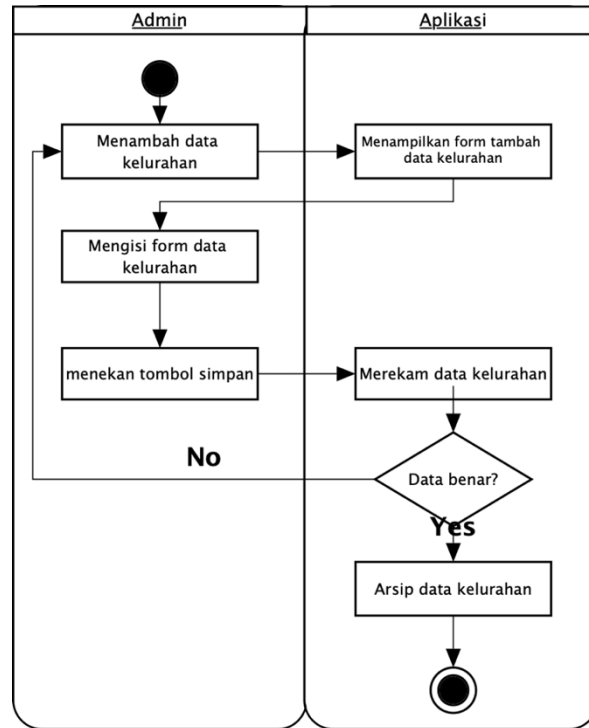 Admin
Aplikasi
Menambah data
kelurahan
Menampilkan form tambah
data kelurahan
Mengisi form data
kelurahan
menekan tombol simpan
Merekam data kelurahan
No
Data benar?
Yes
Arsip data kelurahan